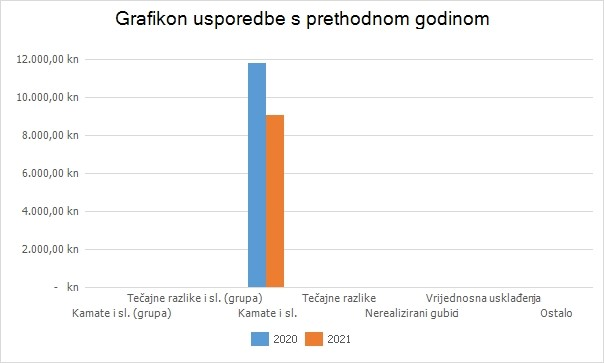 Grafikon usporedbe s prethodnom godinom
12.000,00 kn
10.000,00 kn
8.000,00 kn
6.000,00 kn
4.000,00 kn
2.000,00 kn
- kn
Tečajne razlike i sl. (grupa) Tečajne razlike Vrijednosna usklađenja
Kamate i sl. (grupa) Kamate i sl. Nerealizirani gubici Ostalo
2020 2021